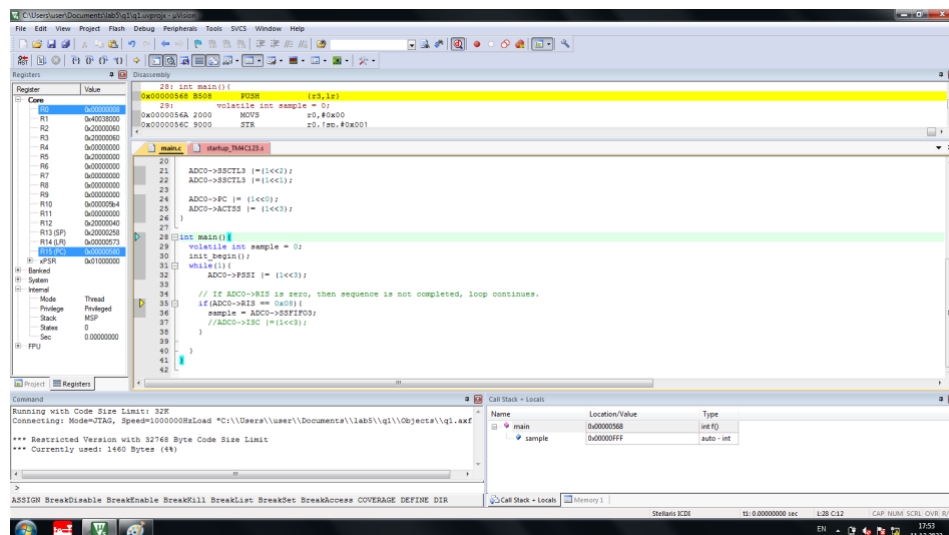 C:\Users\user\Documents\lab5\q1\q1.uvprojx - µVision
File Edit View Project Flash Debug Peripherals Tools SVCS Window Help
Registers
Register Value
Core
R0 0x00000008
R1 0x40038000
R2 0x20000060
R3 0x20000060
R4 0x00000000
R5 0x20000000
R6 0x00000000
R7 0x00000000
R8 0x00000000
R9 0x00000000
R10 0x000005b4
R11 0x00000000
R12 0x20000040
R13 (SP) 0x20000258
R14 (LR) 0x00000573
R15 (PC) 0x00000580
xPSR 0x01000000
Banked
System
Internal
Mode Thread
Privilege Privileged
Stack MSP
States 0
Sec 0.00000000
FPU
Project Registers
Disassembly
28: int main(){
0x00000568 B508 PUSH {r3,lr}
29: volatile int sample = 0;
0x0000056A 2000 MOVS r0,#0x00
0x0000056C 9000 STR r0,[sp,#0x00]
main.c startup_TM4C123.s
20
21 ADC0->SSCTL3 |=(1<<2);
22 ADC0->SSCTL3 |=(1<<1);
23
24 ADC0->PC |= (1<<0);
25 ADC0->ACTSS |= (1<<3);
26 }
27
28 int main(){
29 volatile int sample = 0;
30 init_begin();
31 while(1){
32 ADC0->PSSI |= (1<<3);
33
34 // If ADC0->RIS is zero, then sequence is not completed, loop continues.
35 if(ADC0->RIS == 0x08){
36 sample = ADC0->SSFIFO3;
37 //ADC0->ISC |=(1<<3);
38 }
39
40 }
41 }
42
Command
Running with Code Size Limit: 32K
Connecting: Mode=JTAG, Speed=1000000HzLoad "C:\\Users\\user\\Documents\\lab5\\q1\\Objects\\q1.axf
*** Restricted Version with 32768 Byte Code Size Limit
*** Currently used: 1460 Bytes (4%)
>
ASSIGN BreakDisable BreakEnable BreakKill BreakList BreakSet BreakAccess COVERAGE DEFINE DIR
Call Stack + Locals
Name Location/Value Type
main 0x00000568 int f()
sample 0x00000FFF auto - int
Call Stack + Locals Memory 1
Stellaris ICDI t1: 0.00000000 sec L:28 C:12 CAP NUM SCRL OVR R/
EN 17:53